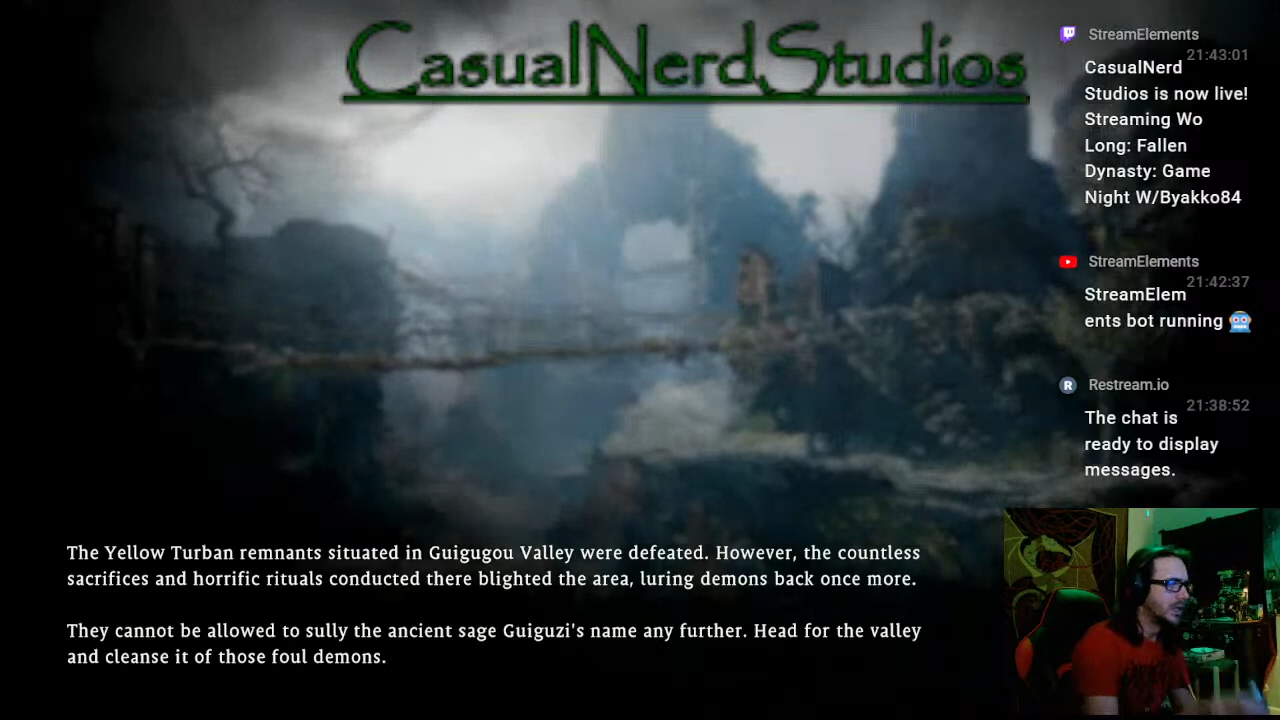 CasualNerdStudios
StreamElements
21:43:01
CasualNerd
Studios is now live!
Streaming Wo
Long: Fallen
Dynasty: Game
Night W/Byakko84
StreamElements
21:42:37
StreamElem
ents bot running
R Restream.io
21:38:52
The chat is
ready to display
messages.
The Yellow Turban remnants situated in Guigugou Valley were defeated. However, the countless
sacrifices and horrific rituals conducted there blighted the area, luring demons back once more.
They cannot be allowed to sully the ancient sage Guiguzi's name any further. Head for the valley
and cleanse it of those foul demons.